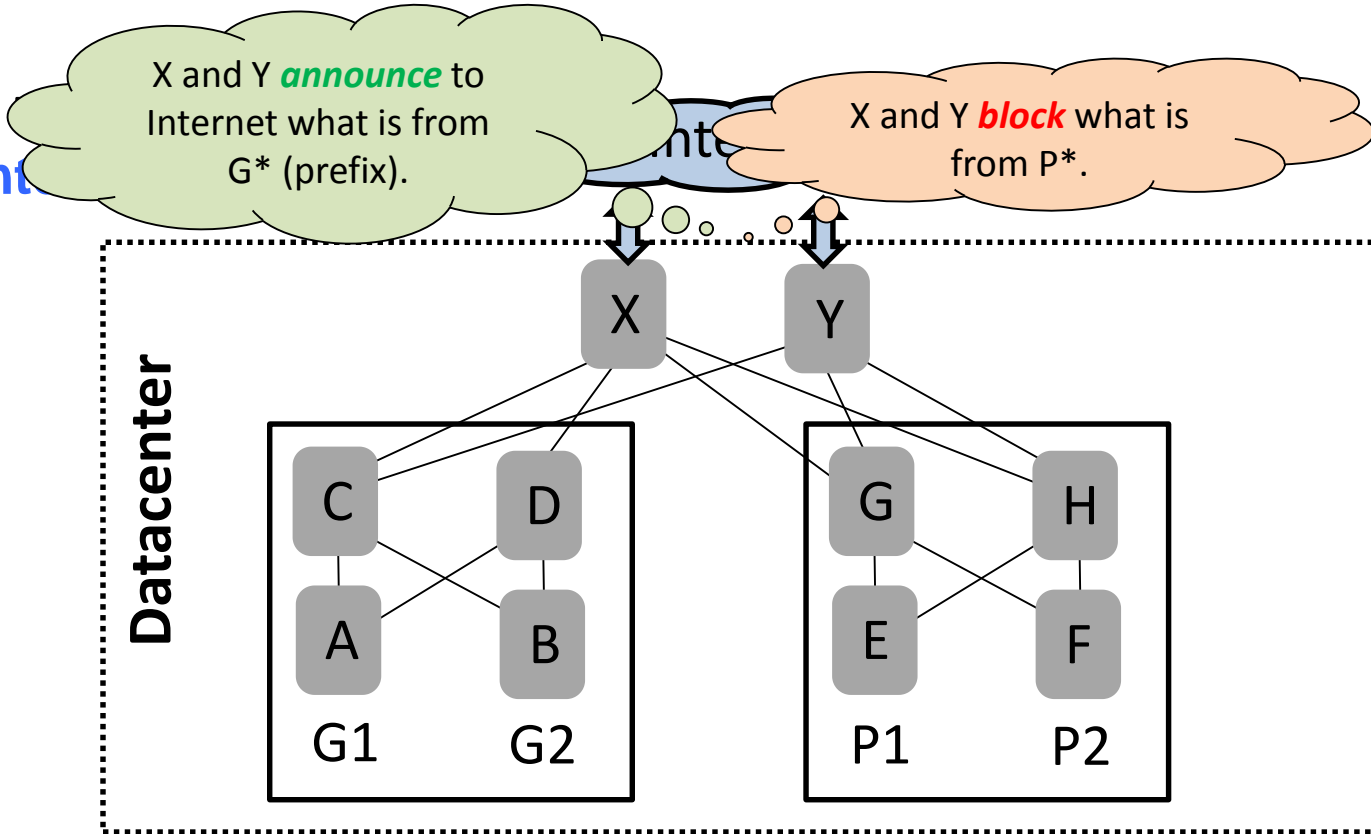 X and Y announce to
Internet what is from
G* (prefix).
X and Y block what is
from P*.
Datacenter
X Y
C D G H
A B E F
G1 G2 P1 P2